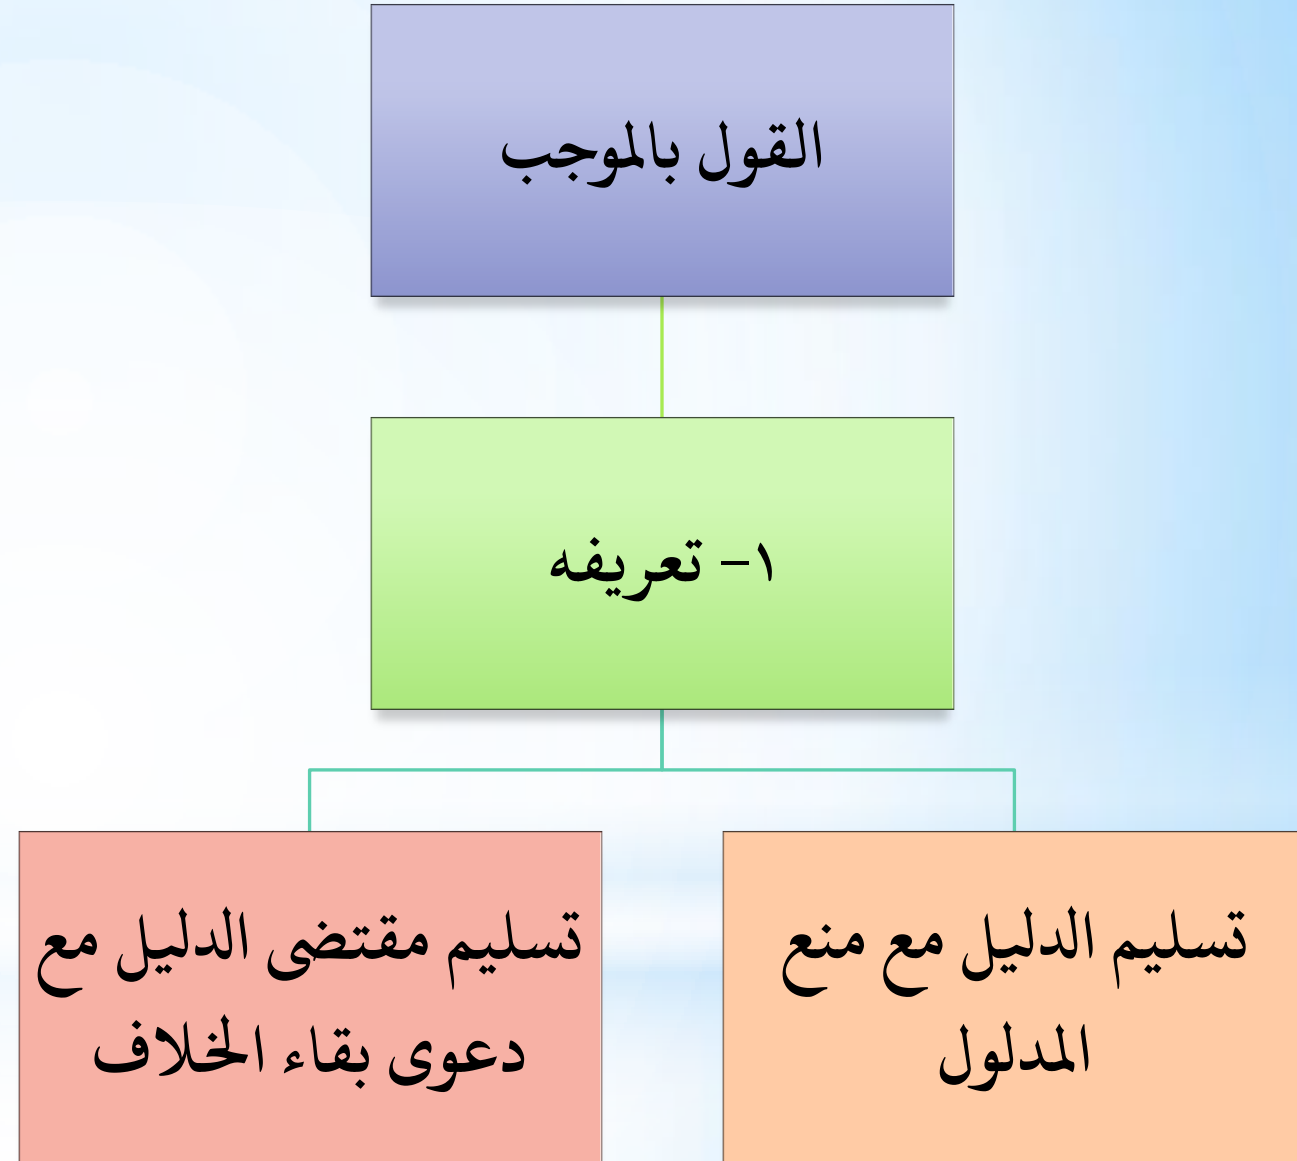 القول بالموجب
١- تعريفه
تسليم الدليل مع منع
المدلول
تسليم مقتضى الدليل مع
دعوى بقاء الخلاف